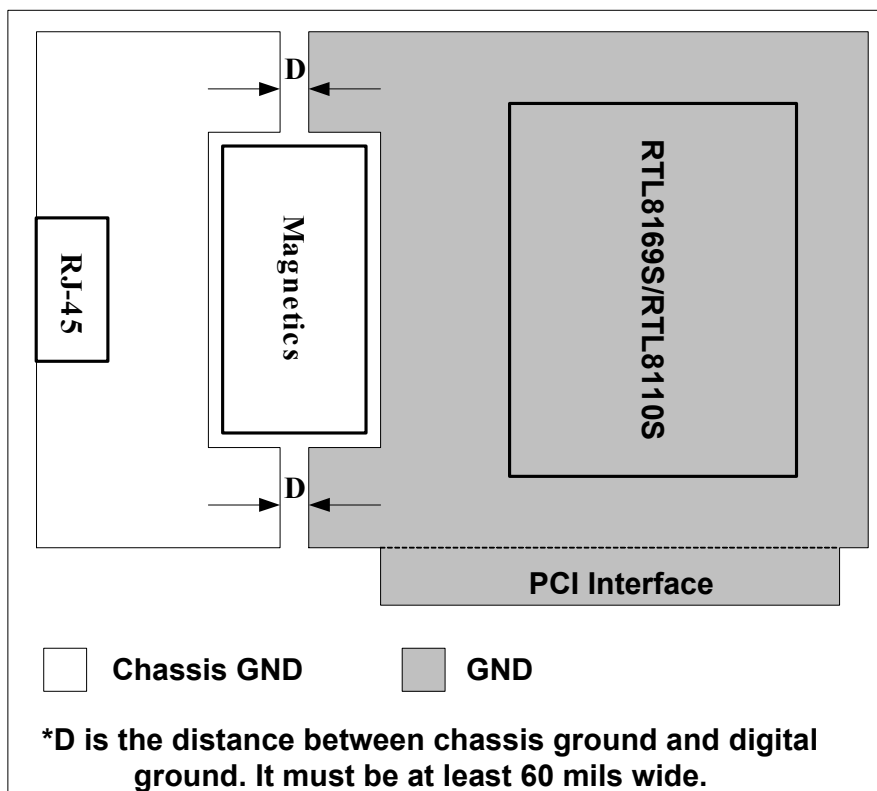 D
RJ-45
Magnetics
RTL8169S/RTL8110S
D
PCI Interface
Chassis GND
GND
*D is the distance between chassis ground and digital
ground. It must be at least 60 mils wide.